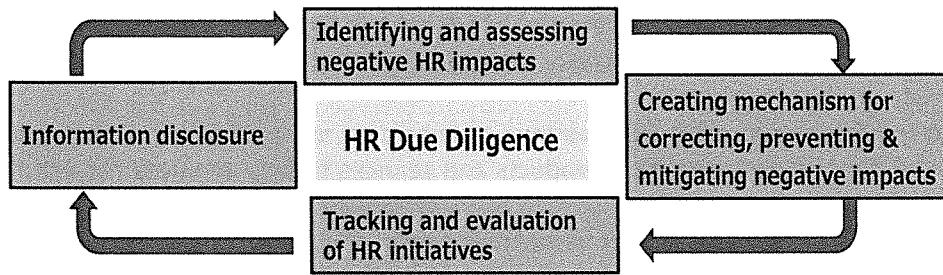 Identifying and assessing
negative HR impacts
Creating mechanism for
correcting, preventing &
mitigating negative impacts
Tracking and evaluation
of HR initiatives
Information disclosure
HR Due Diligence